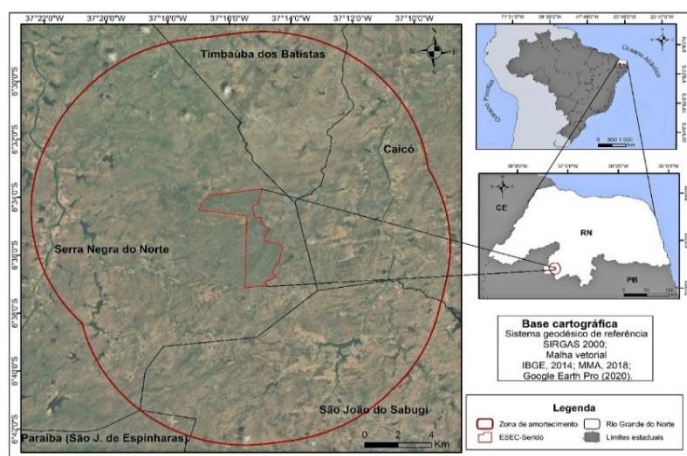 37°22'0"O 37°20'0"O 37°18'0"O 37°16'0"O 37°14'0"O 37°12'0"O 37°10'0"O
Timbaúba dos Batistas
Caicó
Serra Negra do Norte
São João do Sabugi
Paraíba (São J. de Espinharas)
0 2 4
km
Oceano Atlântico
Oceano Pacífico
km
CE
RN
PB
Base cartográfica
Sistema geodésico de referência
SIRGAS 2000;
Malha vetorial
IBGE, 2014; MMA, 2018;
Google Earth Pro (2020).
Legenda
Zona de amortecimento
Rio Grande do Norte
ESEC-Seridó
Limites estaduais